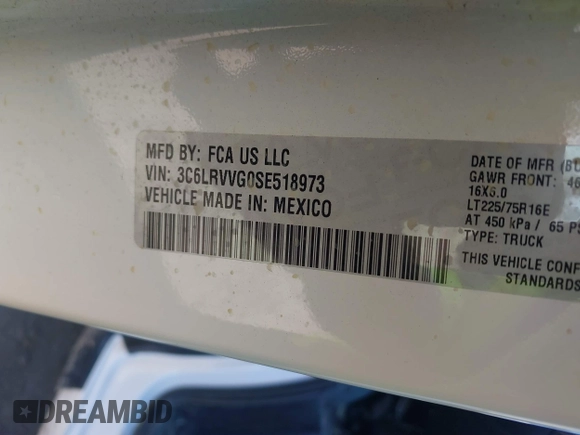 MFD BY: FCA US LLC
VIN: 3C6LRVVG0SE518973
VEHICLE MADE IN: MEXICO
DATE OF MFR
GAWR FRONT:
16X6.0
LT225/75R16E
AT 450 kPa / 65
TYPE: TRUCK
THIS VEHICLE
STANDARDS
DREAMBID